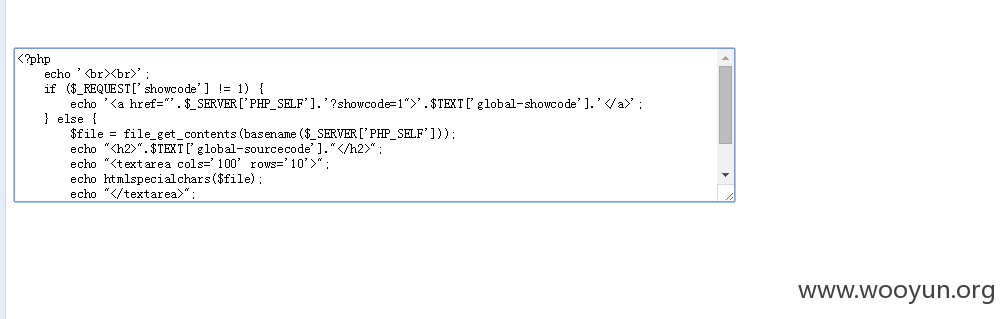 <?php
    echo '<br><br>';
    if ($_REQUEST['showcode'] != 1) {
        echo '<a href="'.$_SERVER['PHP_SELF'].'?showcode=1">'.$TEXT['global-showcode'].'</a>';
    } else {
        $file = file_get_contents(basename($_SERVER['PHP_SELF']));
        echo "<h2>".$TEXT['global-sourcecode']."</h2>";
        echo "<textarea cols='100' rows='10'>";
        echo htmlspecialchars($file);
        echo "</textarea>";
www.wooyun.org